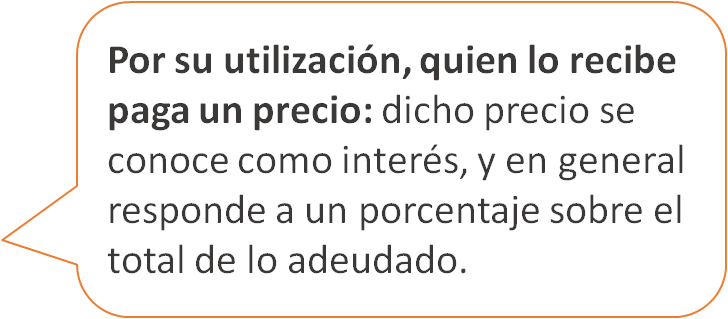 Por su utilización, quien lo recibe
paga un precio: dicho precio se
conoce como interés, y en general
responde a un porcentaje sobre el
total de lo adeudado.